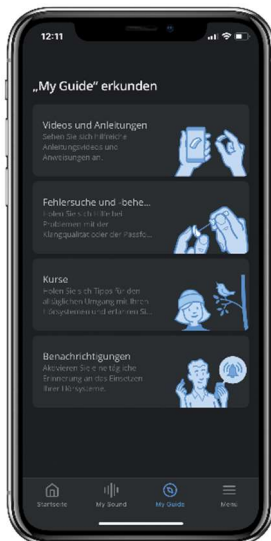 12:11
„My Guide“ erkunden
Videos und Anleitungen
Sehen Sie sich hilfreiche
Anleitungsvideos und
Anweisungen an.
Fehlersuche und -behe...
Holen Sie sich Hilfe bei
Problemen mit der
Klangqualität oder der Passfo...
Kurse
Holen Sie sich Tipps für den
alltäglichen Umgang mit Ihren
Hörsystemen und erfahren Si...
Benachrichtigungen
Aktivieren Sie eine tägliche
Erinnerung an das Einsetzen
Ihrer Hörsysteme.
Startseite My Sound My Guide Menü